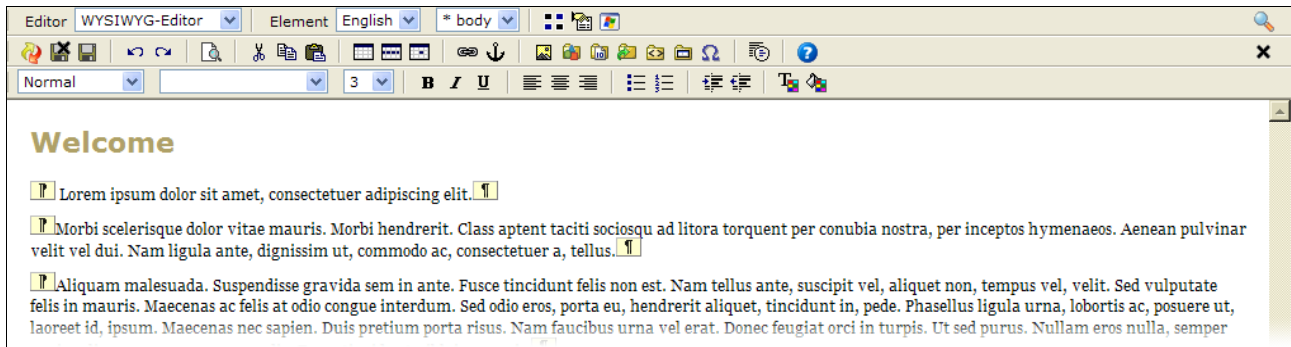 Editor WYSIWYG-Editor Element English * body
Normal 3 B I U
Welcome
Lorem ipsum dolor sit amet, consectetuer adipiscing elit.
Morbi scelerisque dolor vitae mauris. Morbi hendrerit. Class aptent taciti sociosqu ad litora torquent per conubia nostra, per inceptos hymenaeos. Aenean pulvinar
velit vel dui. Nam ligula ante, dignissim ut, commodo ac, consectetuer a, tellus.
Aliquam malesuada. Suspendisse gravida sem in ante. Fusce tincidunt felis non est. Nam tellus ante, suscipit vel, aliquet non, tempus vel, velit. Sed vulputate
felis in mauris. Maecenas ac felis at odio congue interdum. Sed odio eros, porta eu, hendrerit aliquet, tincidunt in, pede. Phasellus ligula urna, lobortis ac, posuere ut,
laoreet id, ipsum. Maecenas nec sapien. Duis pretium porta risus. Nam faucibus urna vel erat. Donec feugiat orci in turpis. Ut sed purus. Nullam eros nulla, semper